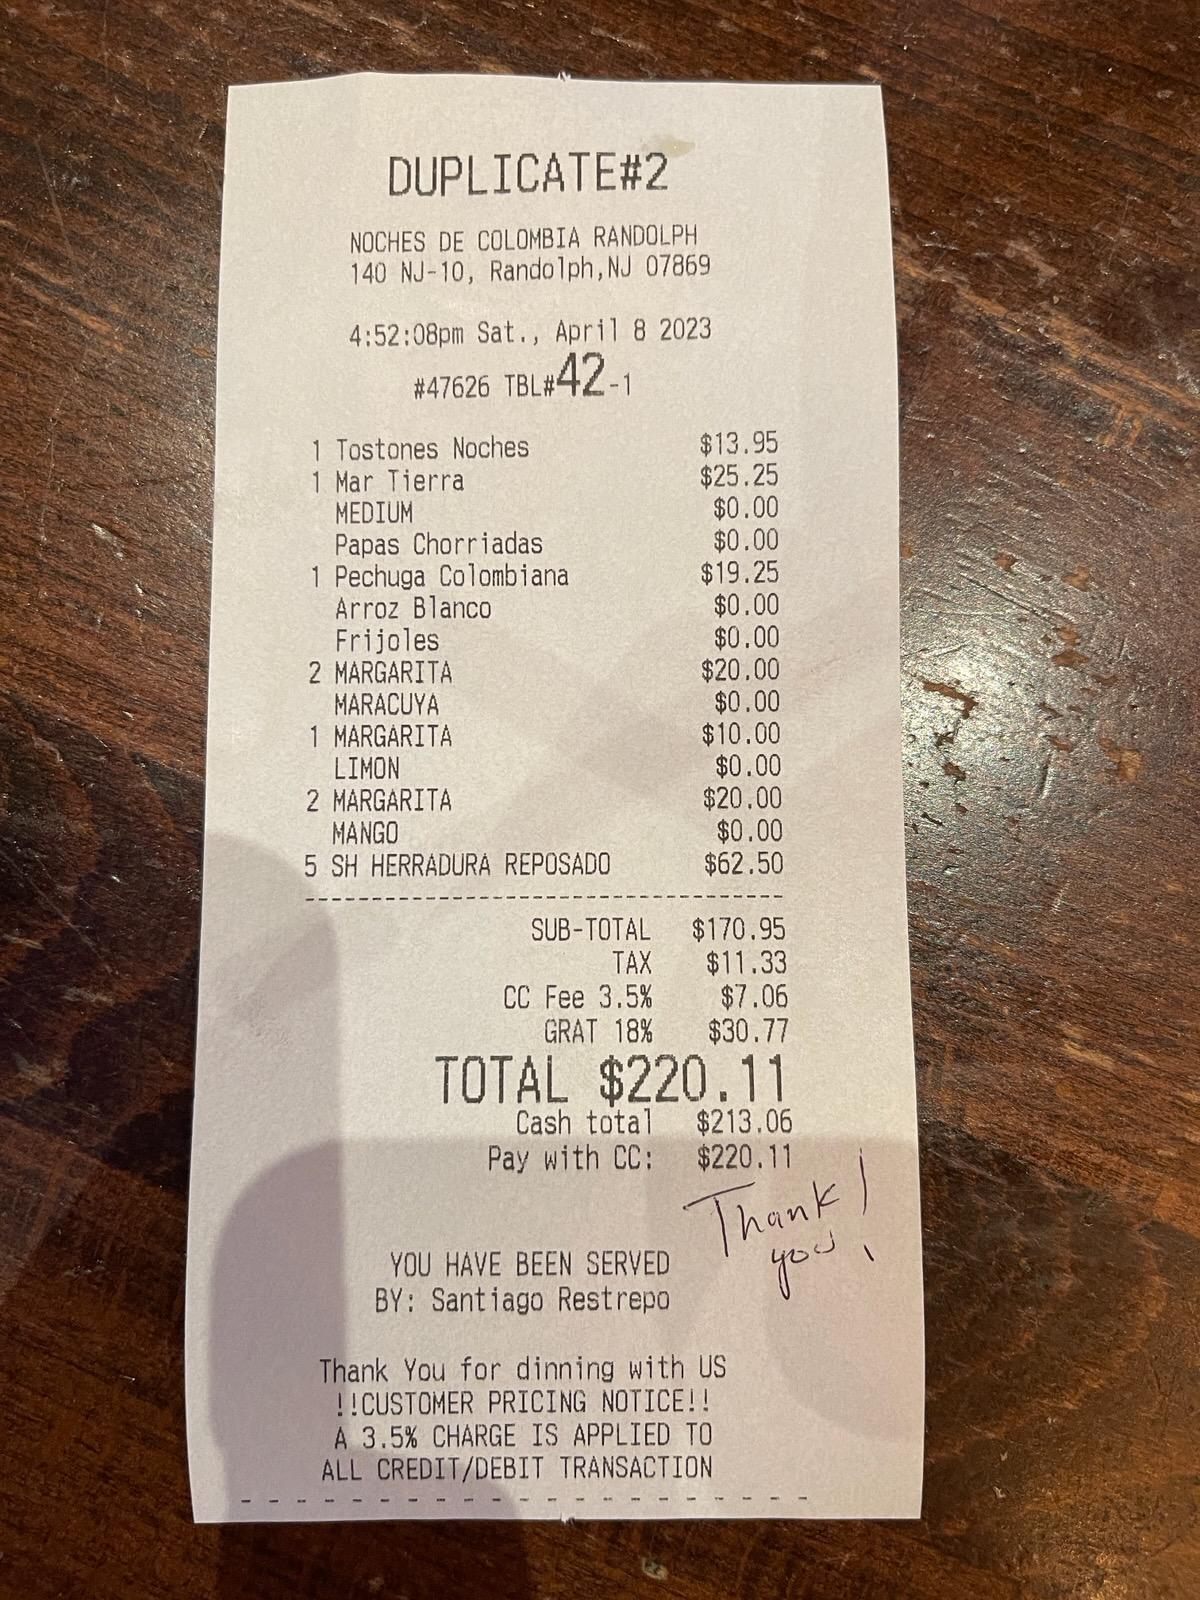 DUPLICATE#2
NOCHES DE COLOMBIA RANDOLPH
140 NJ-10, Randolph,NJ 07869
4:52:08pm Sat., April 8 2023
#47626 TBL#42-1
1 Tostones Noches $13.95
1 Mar Tierra $25.25
MEDIUM $0.00
Papas Chorriadas $0.00
1 Pechuga Colombiana $19.25
Arroz Blanco $0.00
Frijoles $0.00
2 MARGARITA $20.00
MARACUYA $0.00
1 MARGARITA $10.00
LIMON $0.00
2 MARGARITA $20.00
MANGO $0.00
5 SH HERRADURA REPOSADO $62.50
SUB-TOTAL $170.95
TAX $11.33
CC Fee 3.5% $7.06
GRAT 18% $30.77
TOTAL $220.11
Cash total $213.06
Pay with CC: $220.11
Thank
you!
YOU HAVE BEEN SERVED
BY: Santiago Restrepo
Thank You for dinning with US
!!CUSTOMER PRICING NOTICE!!
A 3.5% CHARGE IS APPLIED TO
ALL CREDIT/DEBIT TRANSACTION